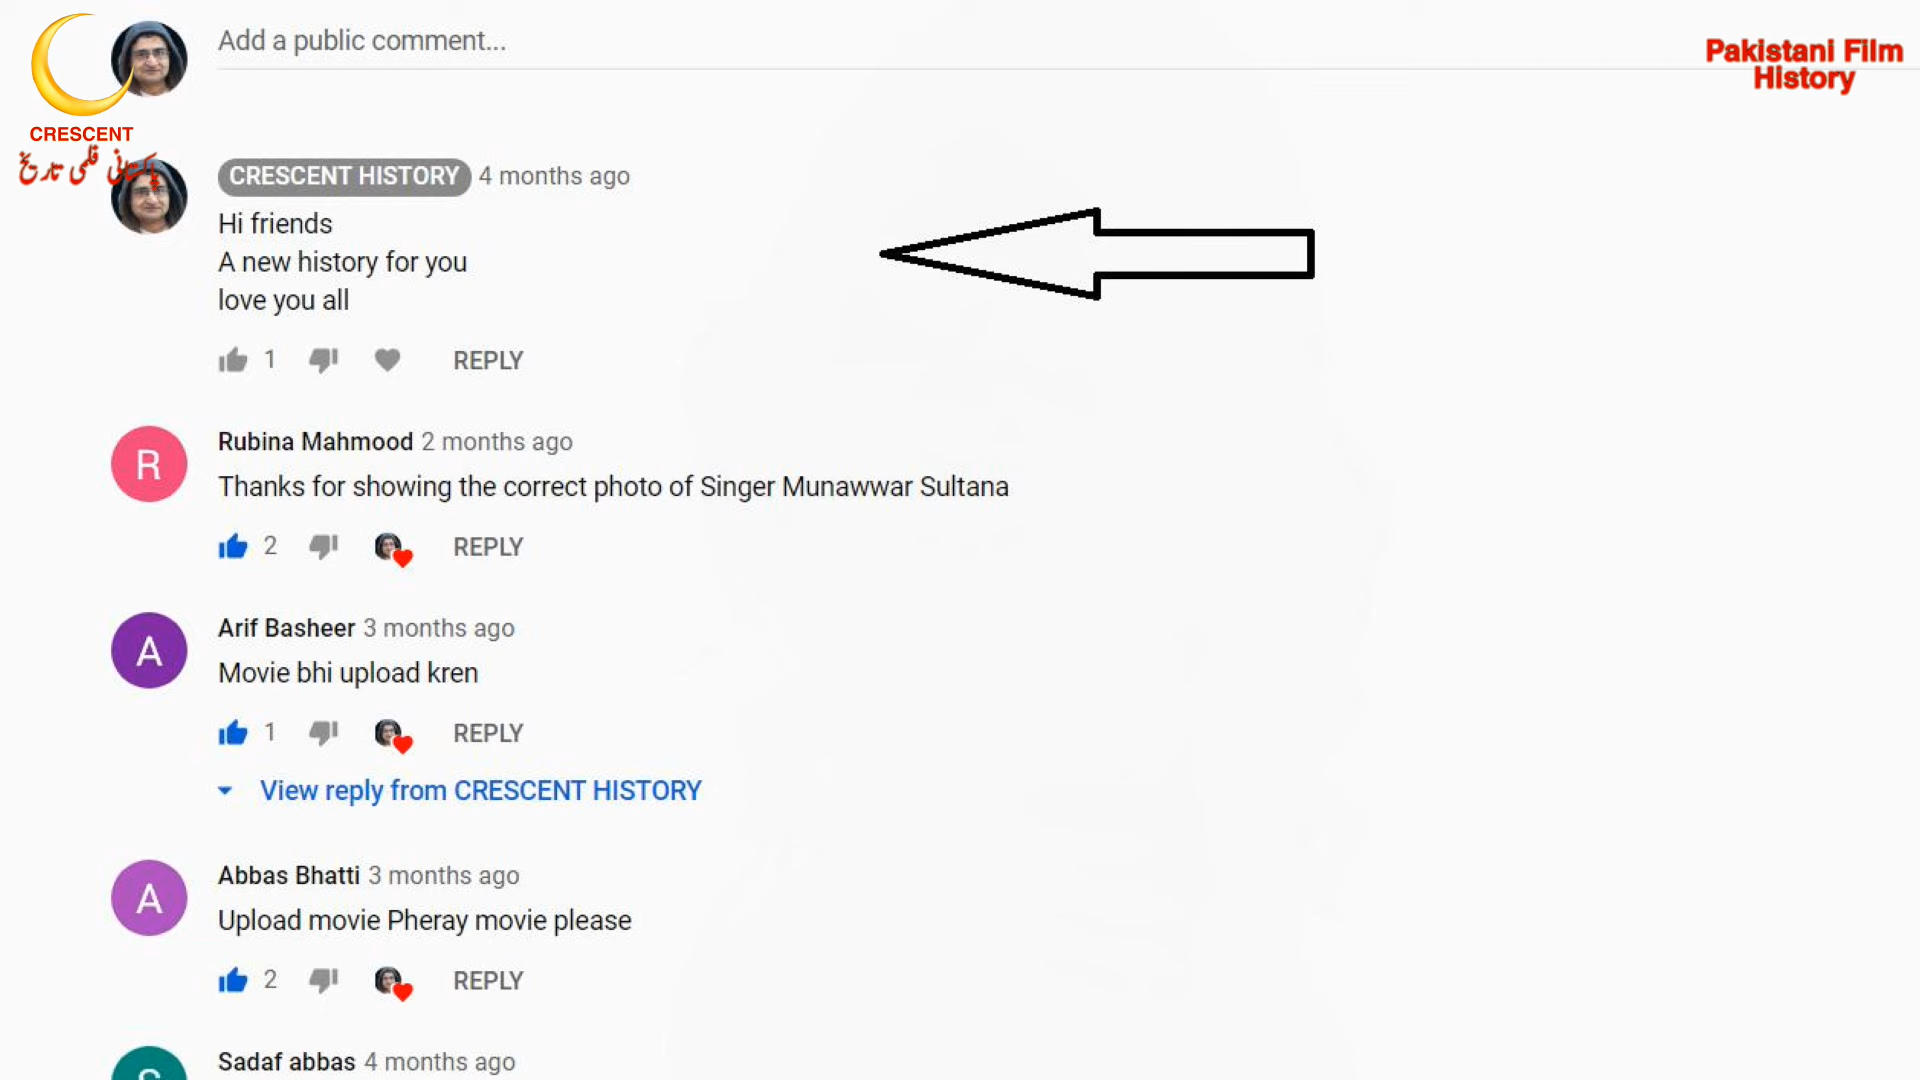 Add a public comment...
Pakistani Film
History
CRESCENT
پاکستانی فلمی تاریخ
CRESCENT HISTORY 4 months ago
Hi friends
A new history for you
love you all
1 REPLY
R
Rubina Mahmood 2 months ago
Thanks for showing the correct photo of Singer Munawwar Sultana
2 REPLY
A
Arif Basheer 3 months ago
Movie bhi upload kren
1 REPLY
View reply from CRESCENT HISTORY
A
Abbas Bhatti 3 months ago
Upload movie Pheray movie please
2 REPLY
Sadaf abbas 4 months ago